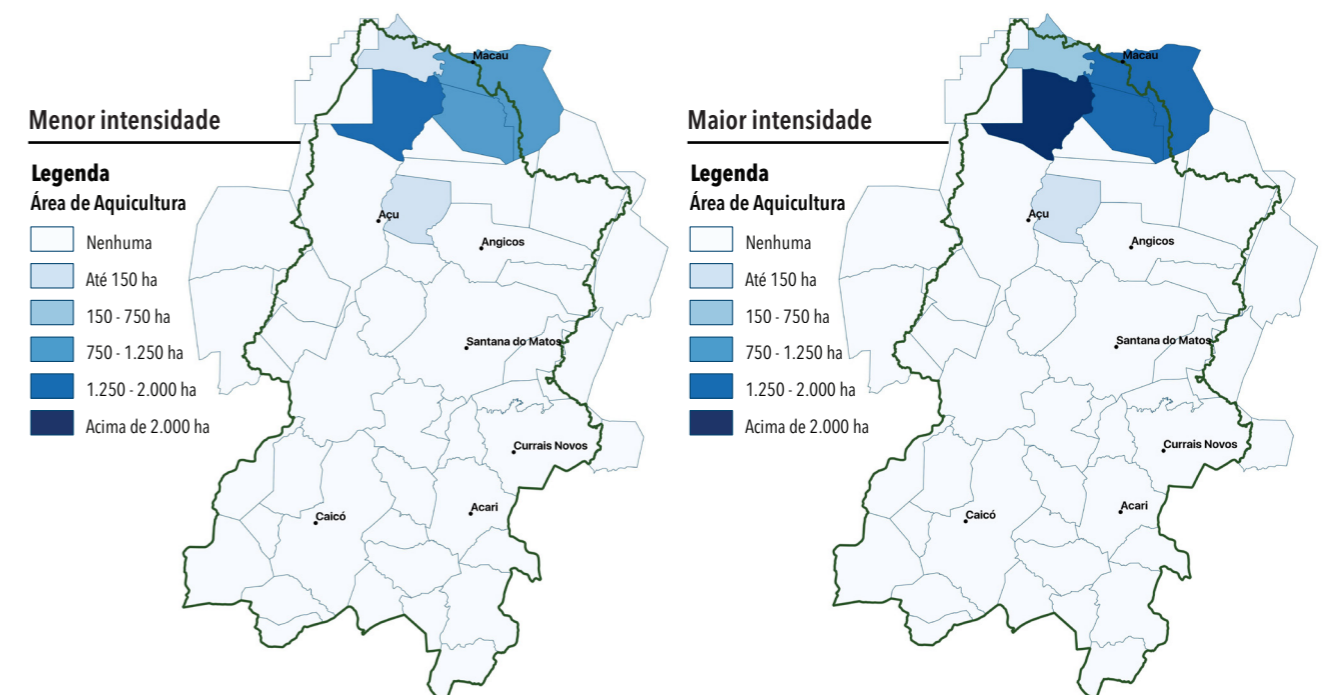 Menor intensidade
Legenda
Área de Aquicultura
Nenhuma
Até 150 ha
150 - 750 ha
750 - 1.250 ha
1.250 - 2.000 ha
Acima de 2.000 ha
Macau
Açu
Angicos
Santana do Matos
Currais Novos
Acari
Caicó
Maior intensidade
Legenda
Área de Aquicultura
Nenhuma
Até 150 ha
150 - 750 ha
750 - 1.250 ha
1.250 - 2.000 ha
Acima de 2.000 ha
Macau
Açu
Angicos
Santana do Matos
Currais Novos
Acari
Caicó